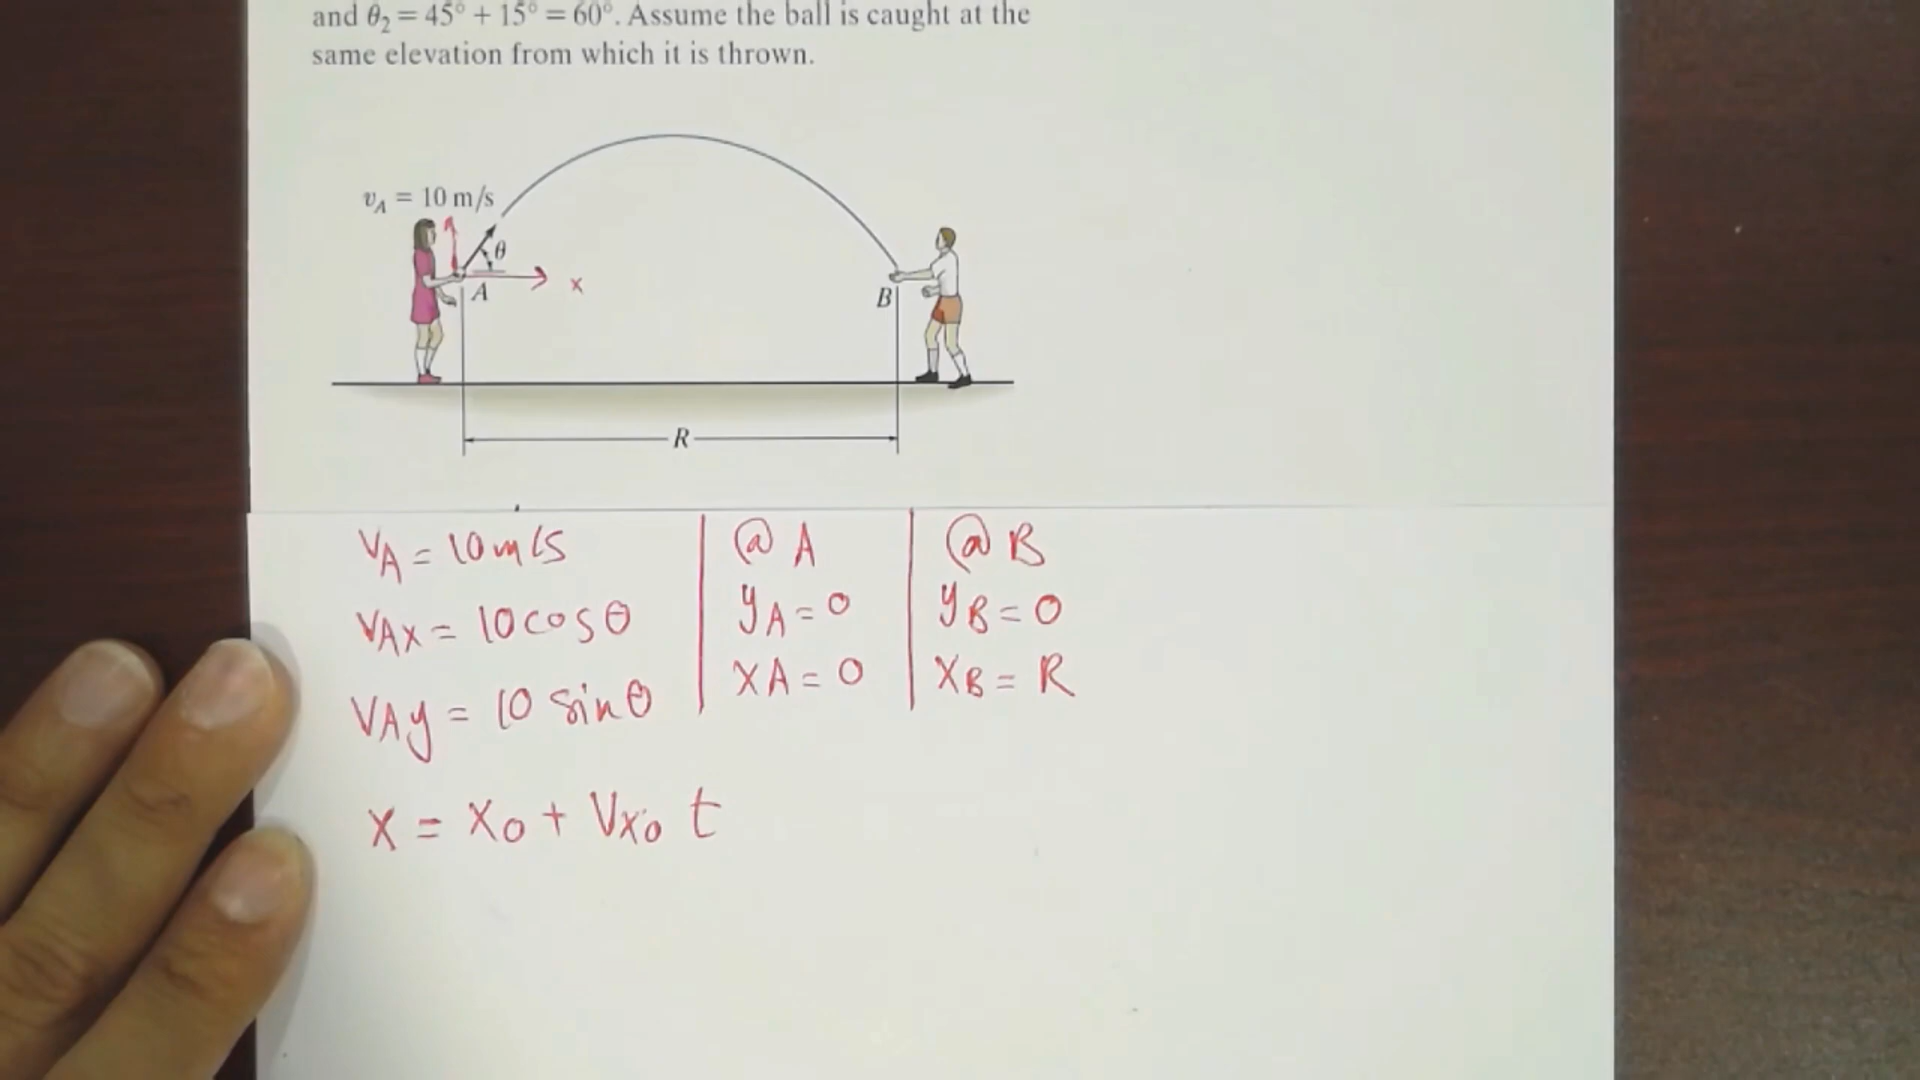 and θ₂ = 45° + 15° = 60°. Assume the ball is caught at the
same elevation from which it is thrown.
v_A = 10 m/s
θ
x
A
B
R
V_A = 10 m/s
V_Ax = 10 cos θ
V_Ay = 10 sin θ
@ A
y_A = 0
x_A = 0
@ B
y_B = 0
x_B = R
x = x₀ + V_x₀ t